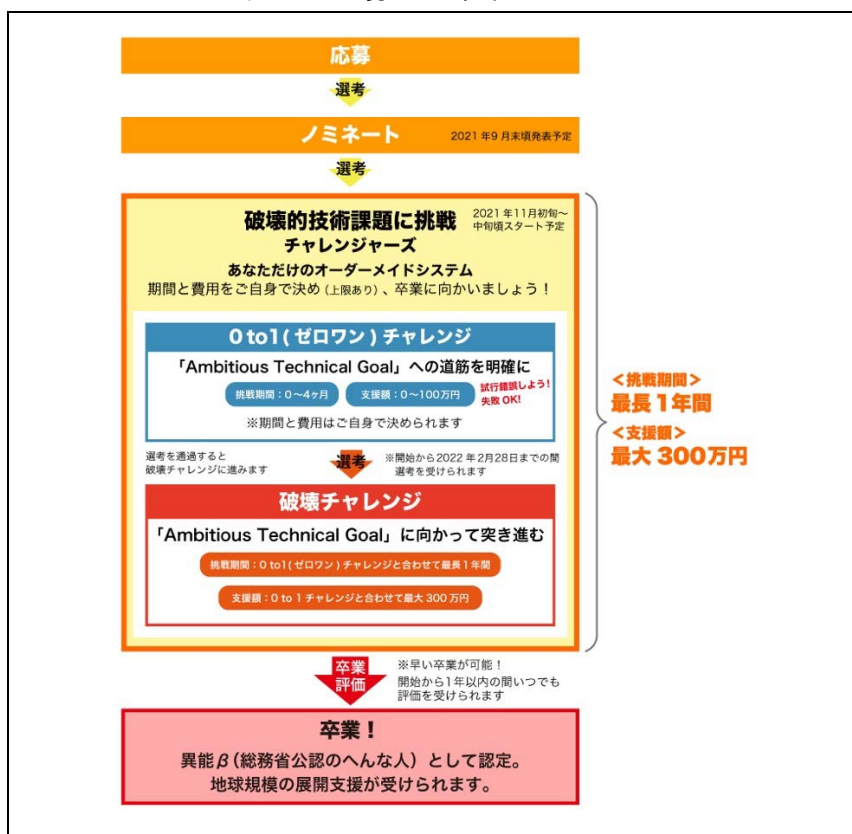 応募
選考
ノミネート
2021年9月末頃発表予定
選考
破壊的技術課題に挑戦
2021年11月初旬～
中旬頃スタート予定
チャレンジャーズ
あなただけのオーダーメイドシステム
期間と費用をご自身で決め(上限あり)、卒業に向かいましょう！
0 to1(ゼロワン)チャレンジ
「Ambitious Technical Goal」への道筋を明確に
挑戦期間：0～4ヶ月
支援額：0～100万円
試行錯誤しよう！
失敗OK！
※期間と費用はご自身で決められます
選考を通過すると
破壊チャレンジに進みます
選考
※開始から2022年2月28日までの間
選考を受けられます
破壊チャレンジ
「Ambitious Technical Goal」に向かって突き進む
挑戦期間：0 to1(ゼロワン)チャレンジと合わせて最長1年間
支援額：0 to 1 チャレンジと合わせて最大300万円
＜挑戦期間＞
最長1年間
＜支援額＞
最大300万円
卒業
評価
※早い卒業が可能！
開始から1年以内の間いつでも
評価を受けられます
卒業！
異能β(総務省公認のへんな人)として認定。
地球規模の展開支援が受けられます。